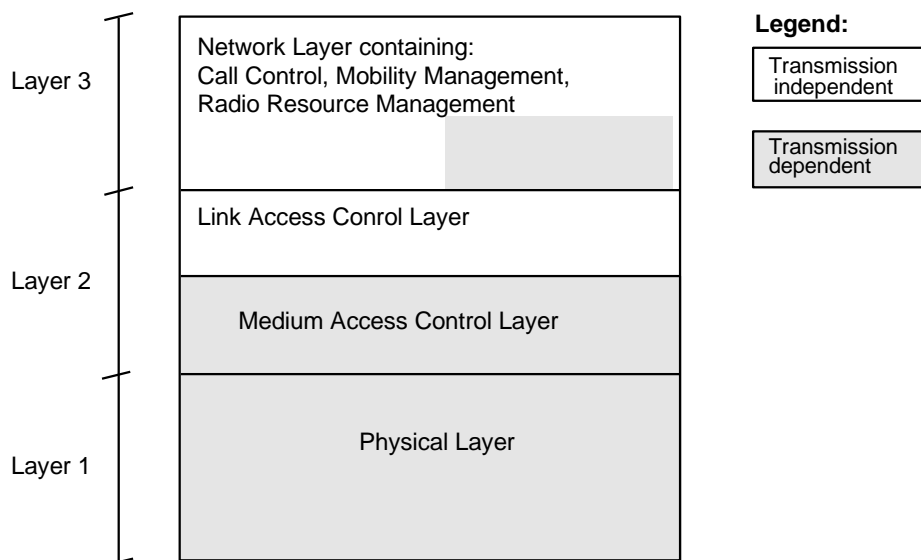 Legend:
Layer 3
Network Layer containing:
Call Control, Mobility Management,
Radio Resource Management
Transmission
independent
Transmission
dependent
Layer 2
Link Access Conrol Layer
Medium Access Control Layer
Layer 1
Physical Layer